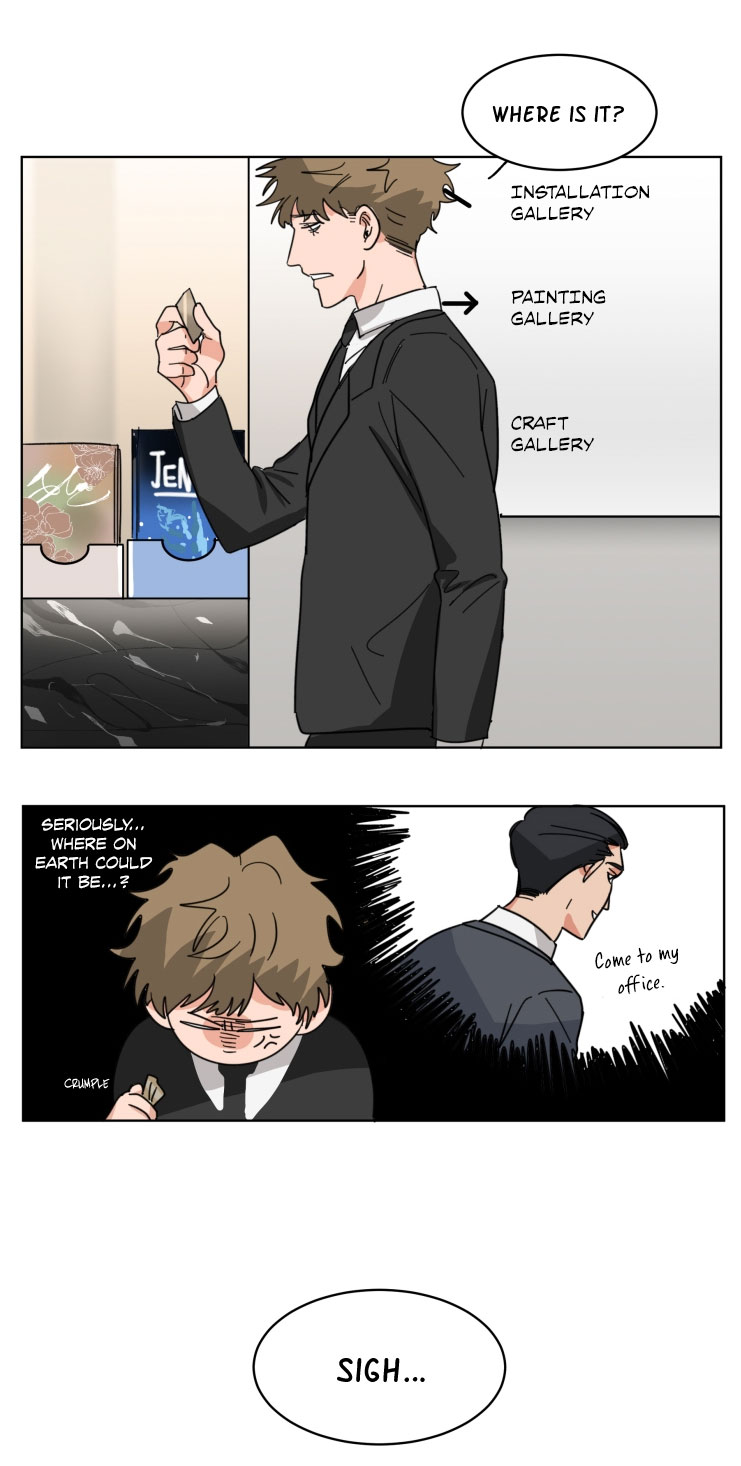 WHERE IS IT?
INSTALLATION
GALLERY
PAINTING
GALLERY
CRAFT
GALLERY
JEN
SERIOUSLY...
WHERE ON
EARTH COULD
IT BE...?
Come to my
office.
CRUMPLE
SIGH...